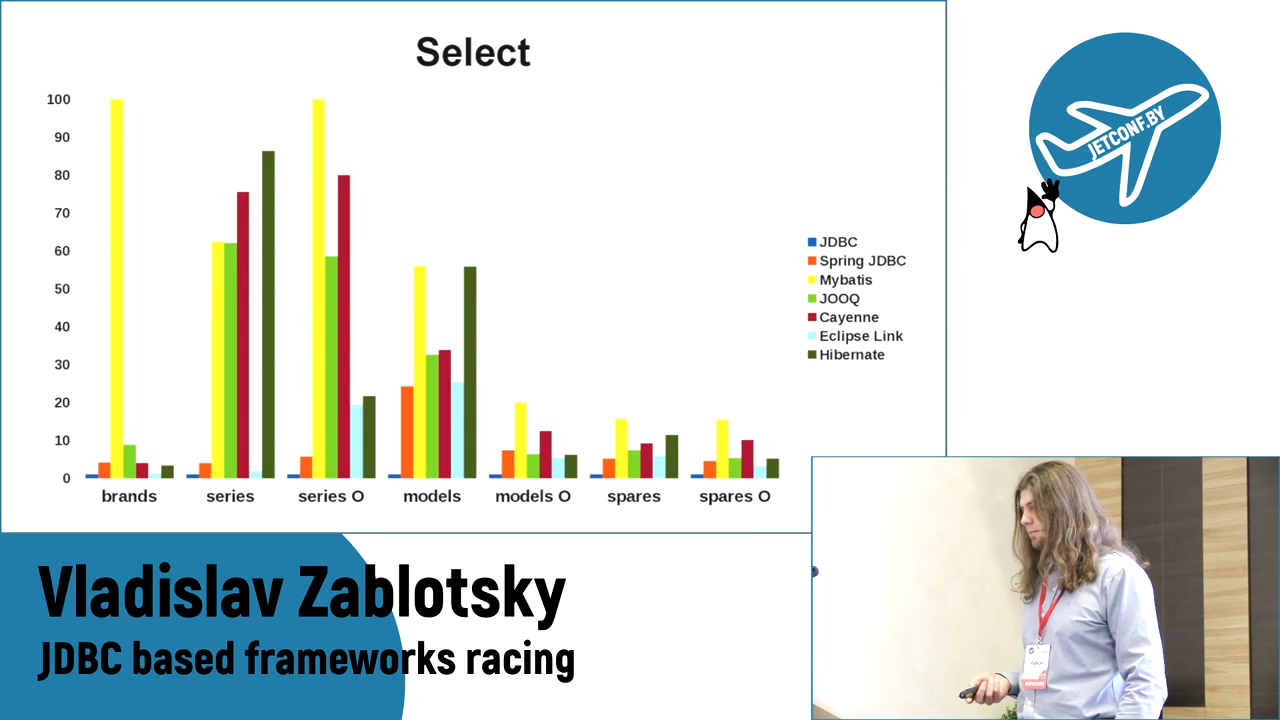 Select
100
90
80
70
60
50
40
30
20
10
0
brands series series O models models O spares spares O
JDBC
Spring JDBC
Mybatis
JOOQ
Cayenne
Eclipse Link
Hibernate
JETCONF.BY
Vladislav Zablotsky
JDBC based frameworks racing